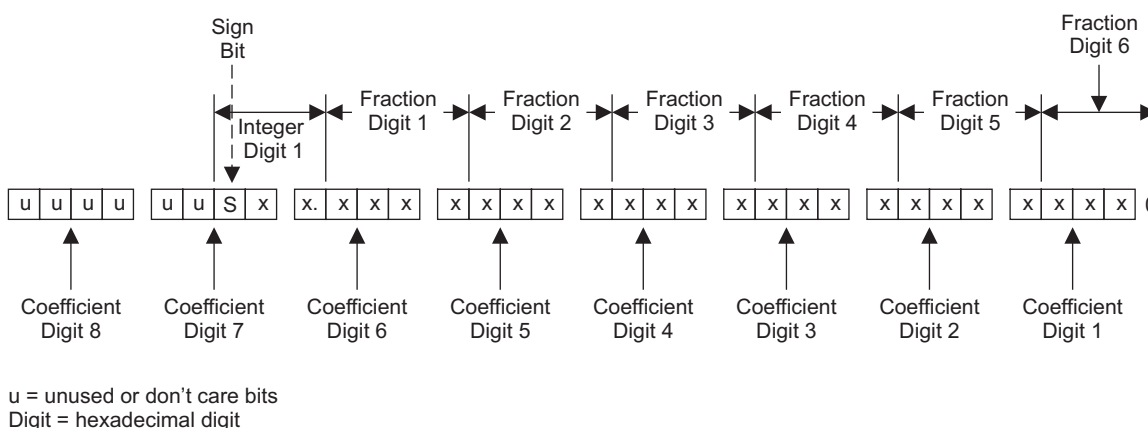 Sign
Bit
Fraction
Digit 6
Integer
Digit 1
Fraction
Digit 1
Fraction
Digit 2
Fraction
Digit 3
Fraction
Digit 4
Fraction
Digit 5
u u u u u u S x x. x x x x x x x x x x x x x x x x x x x x x x x
Coefficient
Digit 8
Coefficient
Digit 7
Coefficient
Digit 6
Coefficient
Digit 5
Coefficient
Digit 4
Coefficient
Digit 3
Coefficient
Digit 2
Coefficient
Digit 1
u = unused or don't care bits
Digit = hexadecimal digit